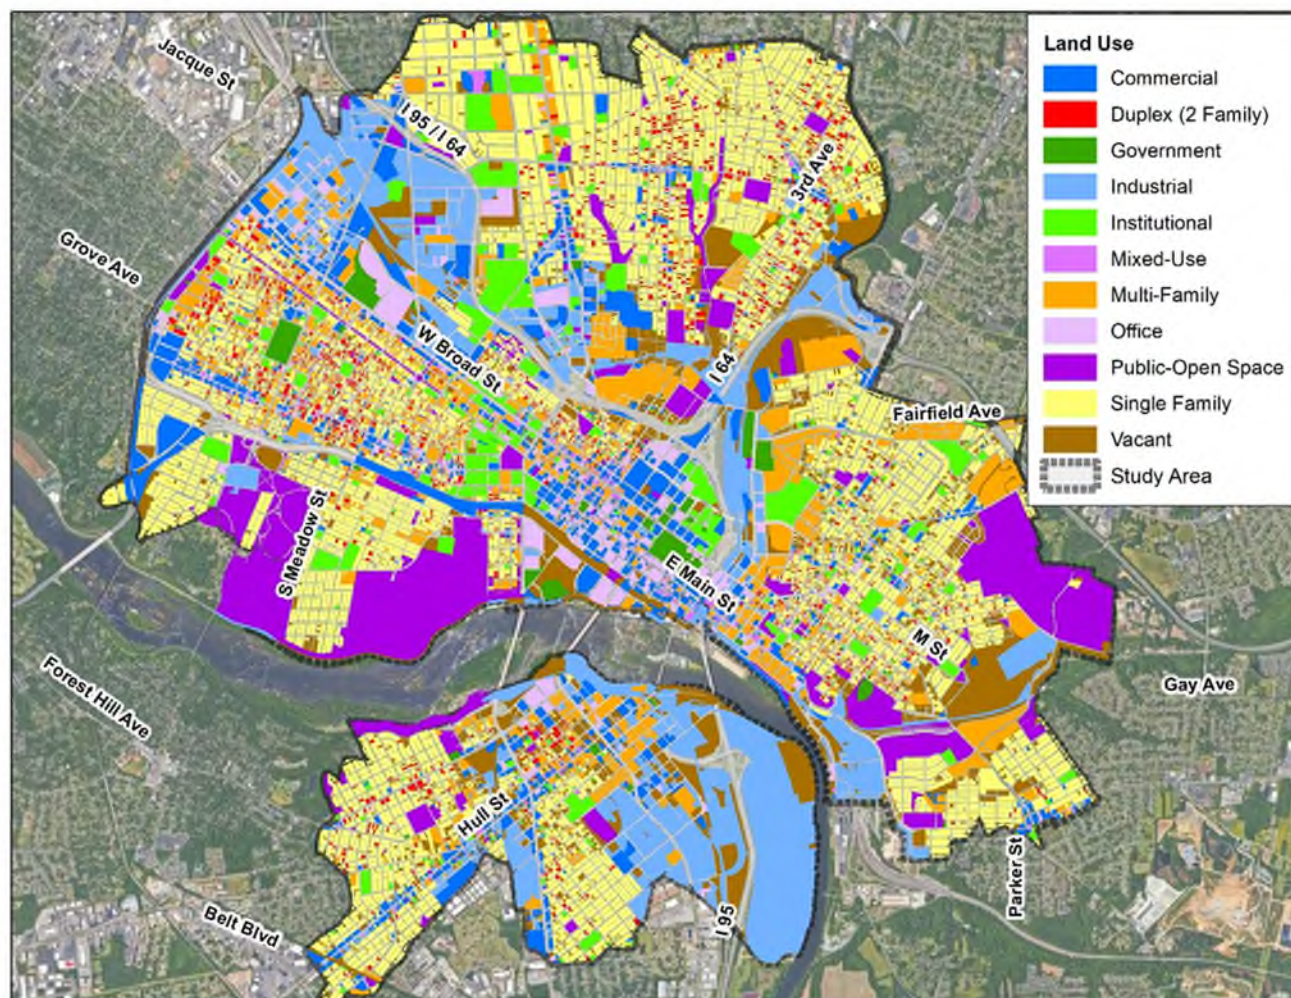 Jacque St
Land Use
Commercial
Duplex (2 Family)
Government
Industrial
Institutional
Mixed-Use
Multi-Family
Office
Public-Open Space
Single Family
Vacant
Study Area
I 95 / I 64
3rd Ave
Grove Ave
W Broad St
I 64
Fairfield Ave
S Meadow St
E Main St
M St
Gay Ave
Forest Hill Ave
Hull St
Parker St
Belt Blvd
I 95